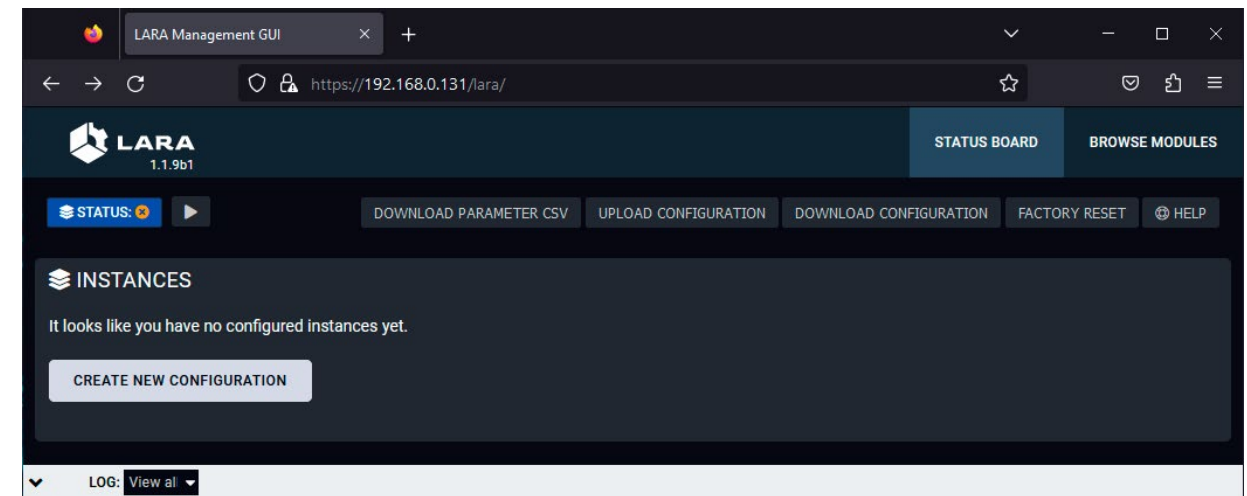 LARA Management GUI
https://192.168.0.131/lara/
LARA
1.1.9b1
STATUS BOARD
BROWSE MODULES
STATUS:
DOWNLOAD PARAMETER CSV
UPLOAD CONFIGURATION
DOWNLOAD CONFIGURATION
FACTORY RESET
HELP
INSTANCES
It looks like you have no configured instances yet.
CREATE NEW CONFIGURATION
LOG: View all